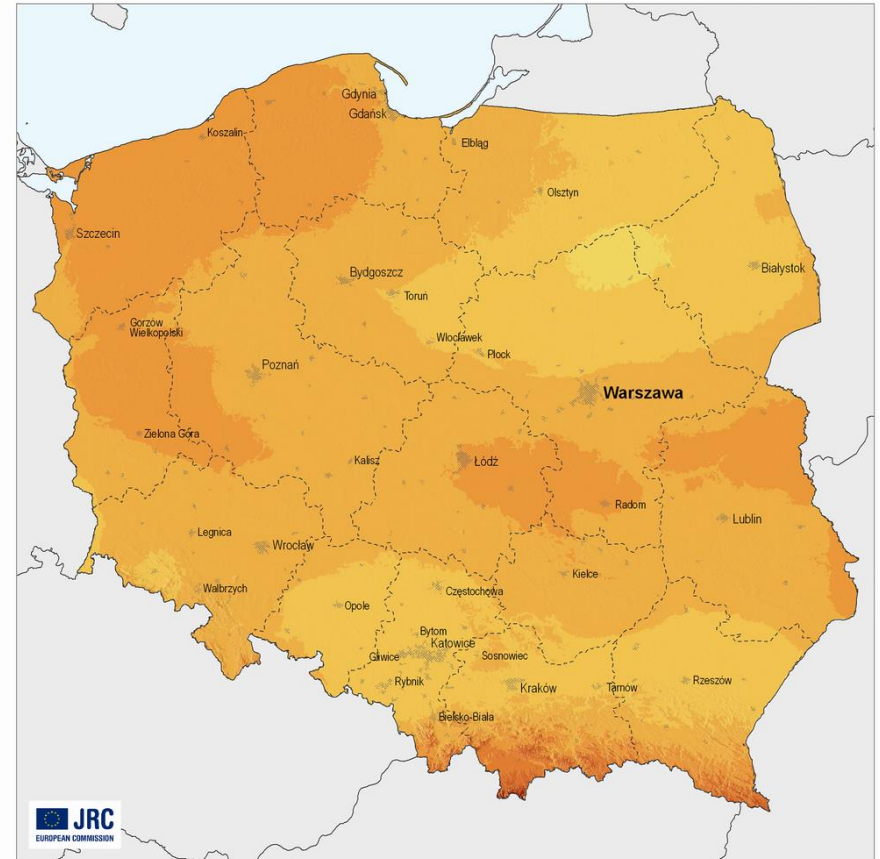 Gdynia
Gdańsk
Koszalin
Elbląg
Olsztyn
Szczecin
Bydgoszcz
Białystok
Toruń
Gorzów
Wielkopolski
Włocławek
Płock
Poznań
Warszawa
Zielona Góra
Kalisz
Łódź
Radom
Lublin
Legnica
Wrocław
Kielce
Wałbrzych
Częstochowa
Opole
Bytom
Katowice
Gliwice
Sosnowiec
Rybnik
Kraków
Tarnów
Rzeszów
Bielsko-Biała
JRC
EUROPEAN COMMISSION